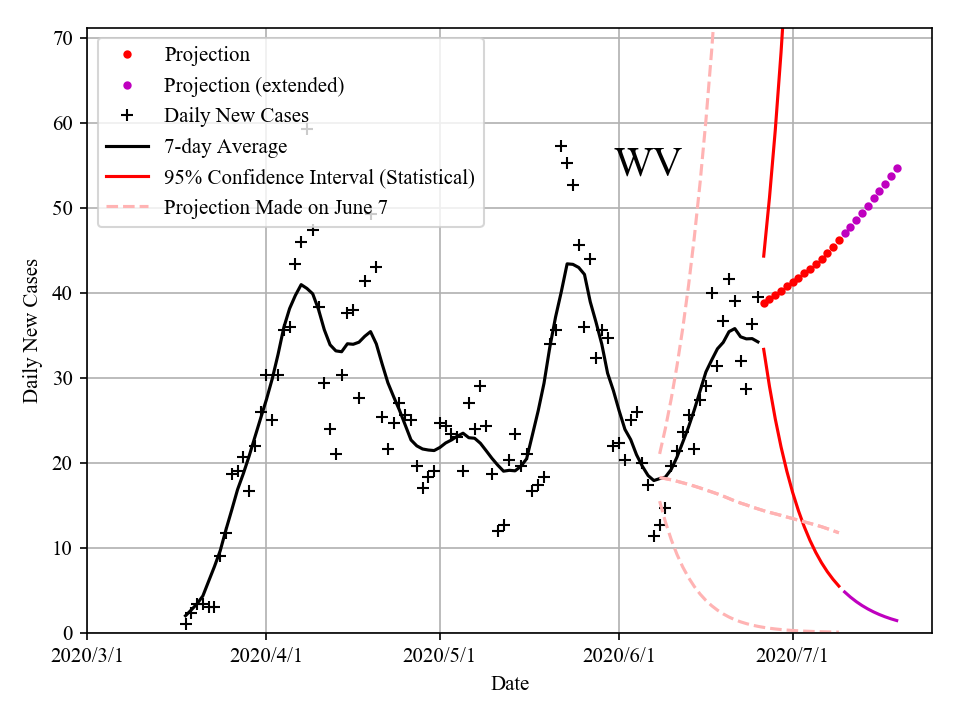 70
60
50
40
30
20
10
0
Daily New Cases
Projection
Projection (extended)
Daily New Cases
7-day Average
95% Confidence Interval (Statistical)
Projection Made on June 7
WV
2020/3/1
2020/4/1
2020/5/1
2020/6/1
2020/7/1
Date